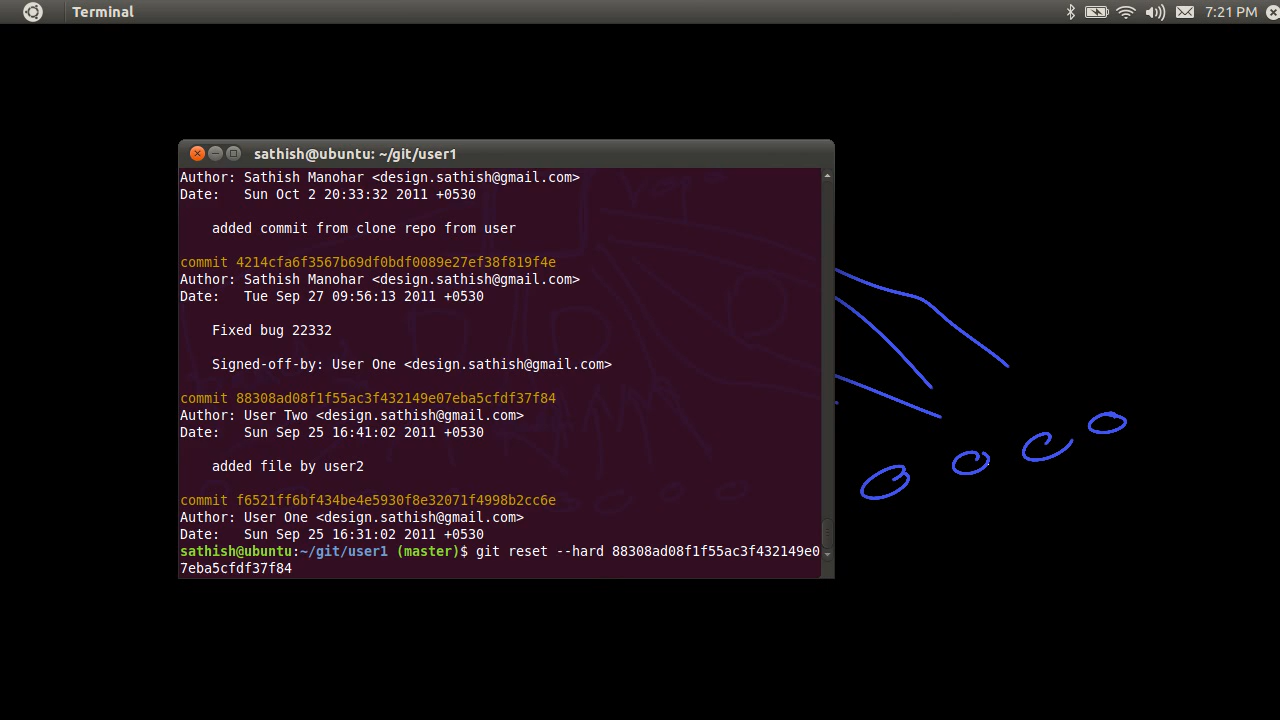 Terminal
7:21 PM
sathish@ubuntu: ~/git/user1
Author: Sathish Manohar <design.sathish@gmail.com>
Date:   Sun Oct 2 20:33:32 2011 +0530
added commit from clone repo from user
commit 4214cfa6f3567b69df0bdf0089e27ef38f819f4e
Author: Sathish Manohar <design.sathish@gmail.com>
Date:   Tue Sep 27 09:56:13 2011 +0530
Fixed bug 22332
Signed-off-by: User One <design.sathish@gmail.com>
commit 88308ad08f1f55ac3f432149e07eba5cfdf37f84
Author: User Two <design.sathish@gmail.com>
Date:   Sun Sep 25 16:41:02 2011 +0530
added file by user2
commit f6521ff6bf434be4e5930f8e32071f4998b2cc6e
Author: User One <design.sathish@gmail.com>
Date:   Sun Sep 25 16:31:02 2011 +0530
sathish@ubuntu:~/git/user1 (master)$ git reset --hard 88308ad08f1f55ac3f432149e0
7eba5cfdf37f84